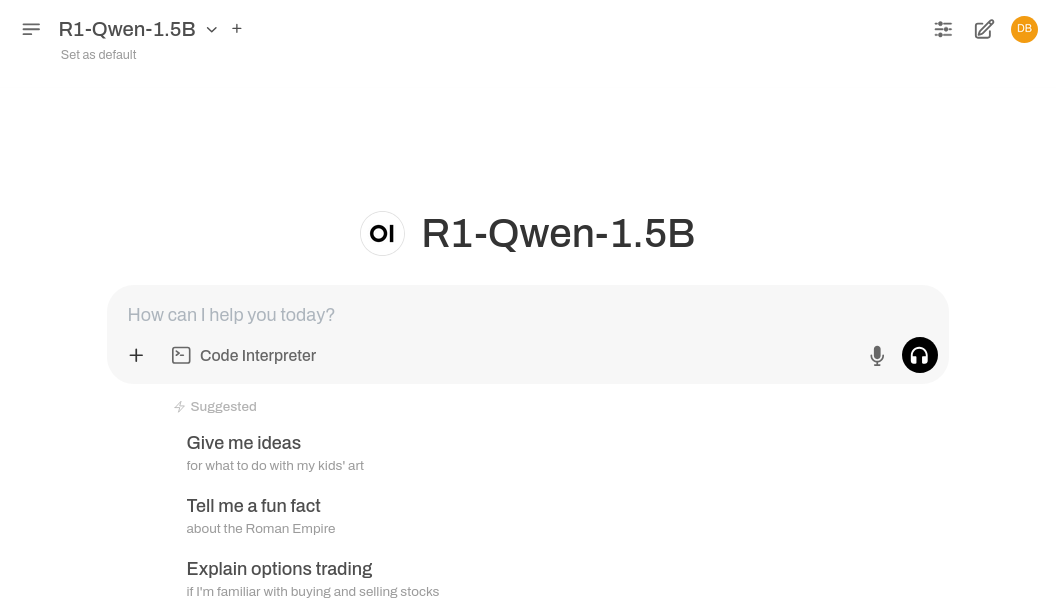 R1-Qwen-1.5B
+
DB
Set as default
OI R1-Qwen-1.5B
How can I help you today?
Code Interpreter
Suggested
Give me ideas
for what to do with my kids' art
Tell me a fun fact
about the Roman Empire
Explain options trading
if I'm familiar with buying and selling stocks